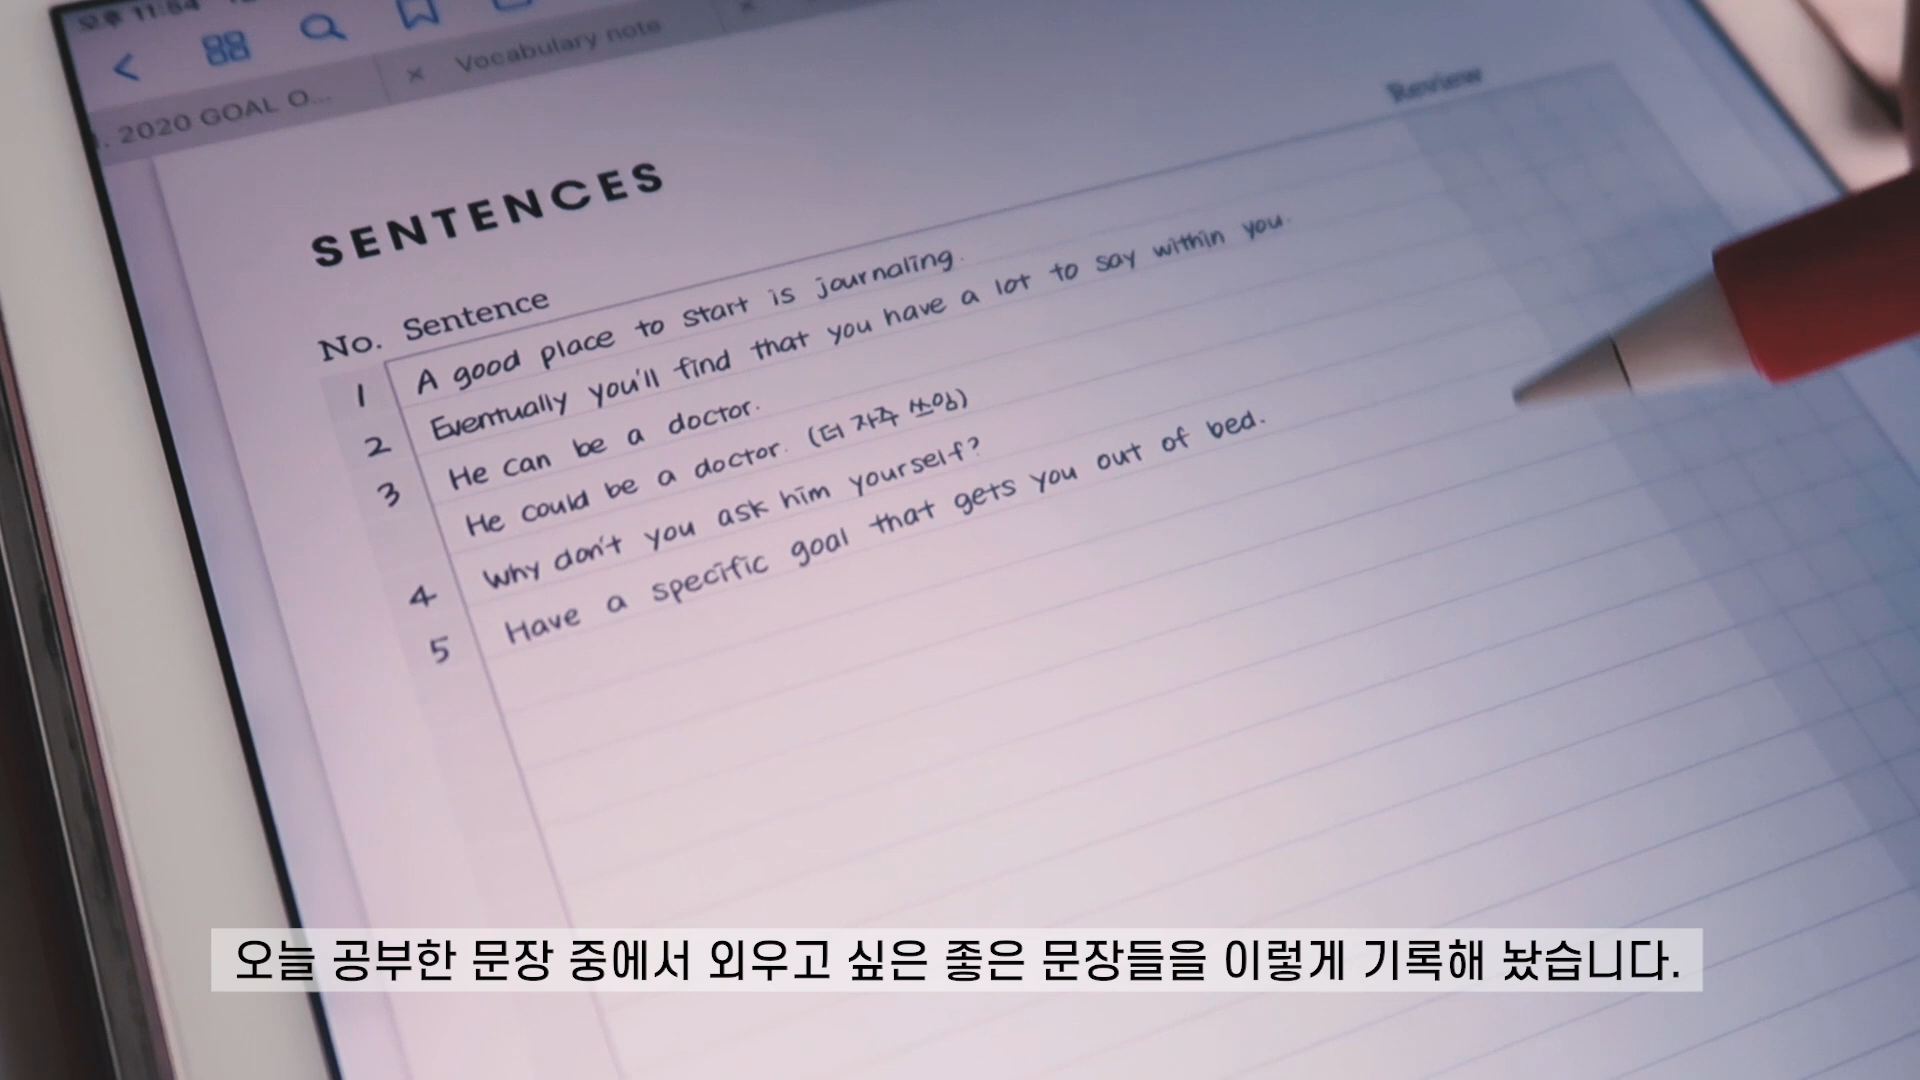 오후 11:54
2020 GOAL O...
Vocabulary note
SENTENCES
Review
No. Sentence
1 A good place to start is journaling.
2 Eventually you'll find that you have a lot to say within you.
3 He can be a doctor.
He could be a doctor. (더 자주 쓰임)
4 Why don't you ask him yourself?
5 Have a specific goal that gets you out of bed.
오늘 공부한 문장 중에서 외우고 싶은 좋은 문장들을 이렇게 기록해 놨습니다.